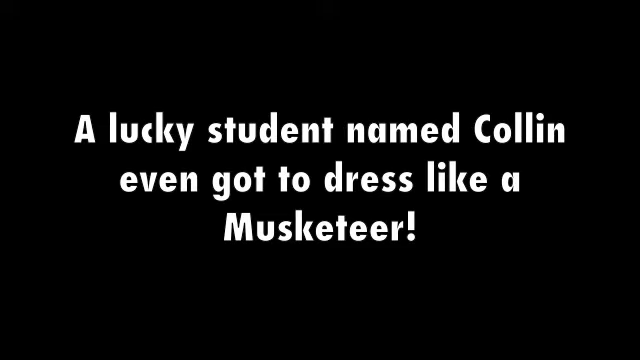 A lucky student named Collin
even got to dress like a
Musketeer!